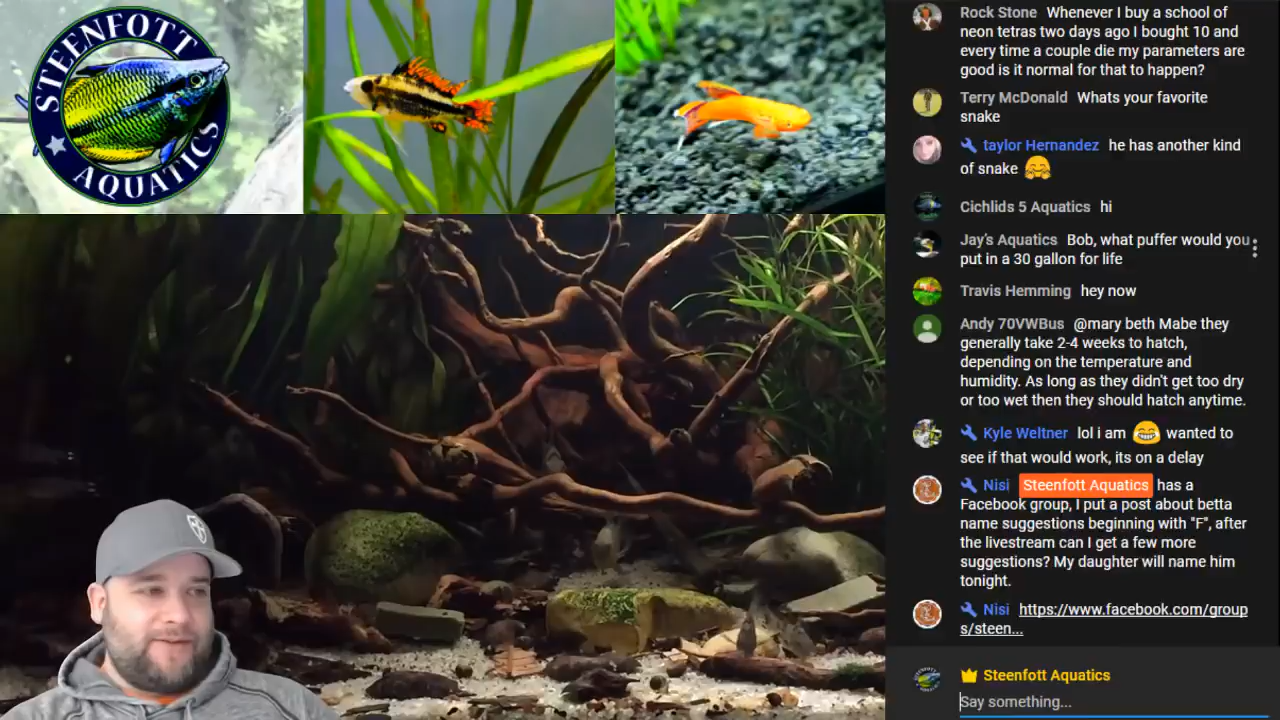 STEENFOTT
AQUATICS
Rock Stone Whenever I buy a school of
neon tetras two days ago I bought 10 and
every time a couple die my parameters are
good is it normal for that to happen?
Terry McDonald Whats your favorite
snake
taylor Hernandez he has another kind
of snake 🤗
Cichlids 5 Aquatics hi
Jay's Aquatics Bob, what puffer would you
put in a 30 gallon for life
Travis Hemming hey now
Andy 70VWBus @mary beth Mabe they
generally take 2-4 weeks to hatch,
depending on the temperature and
humidity. As long as they didn't get too dry
or too wet then they should hatch anytime.
Kyle Weltner lol i am 😂 wanted to
see if that would work, its on a delay
Nisi Steenfott Aquatics has a
Facebook group, I put a post about betta
name suggestions beginning with "F", after
the livestream can I get a few more
suggestions? My daughter will name him
tonight.
Nisi https://www.facebook.com/group
s/steen...
Steenfott Aquatics
Say something...